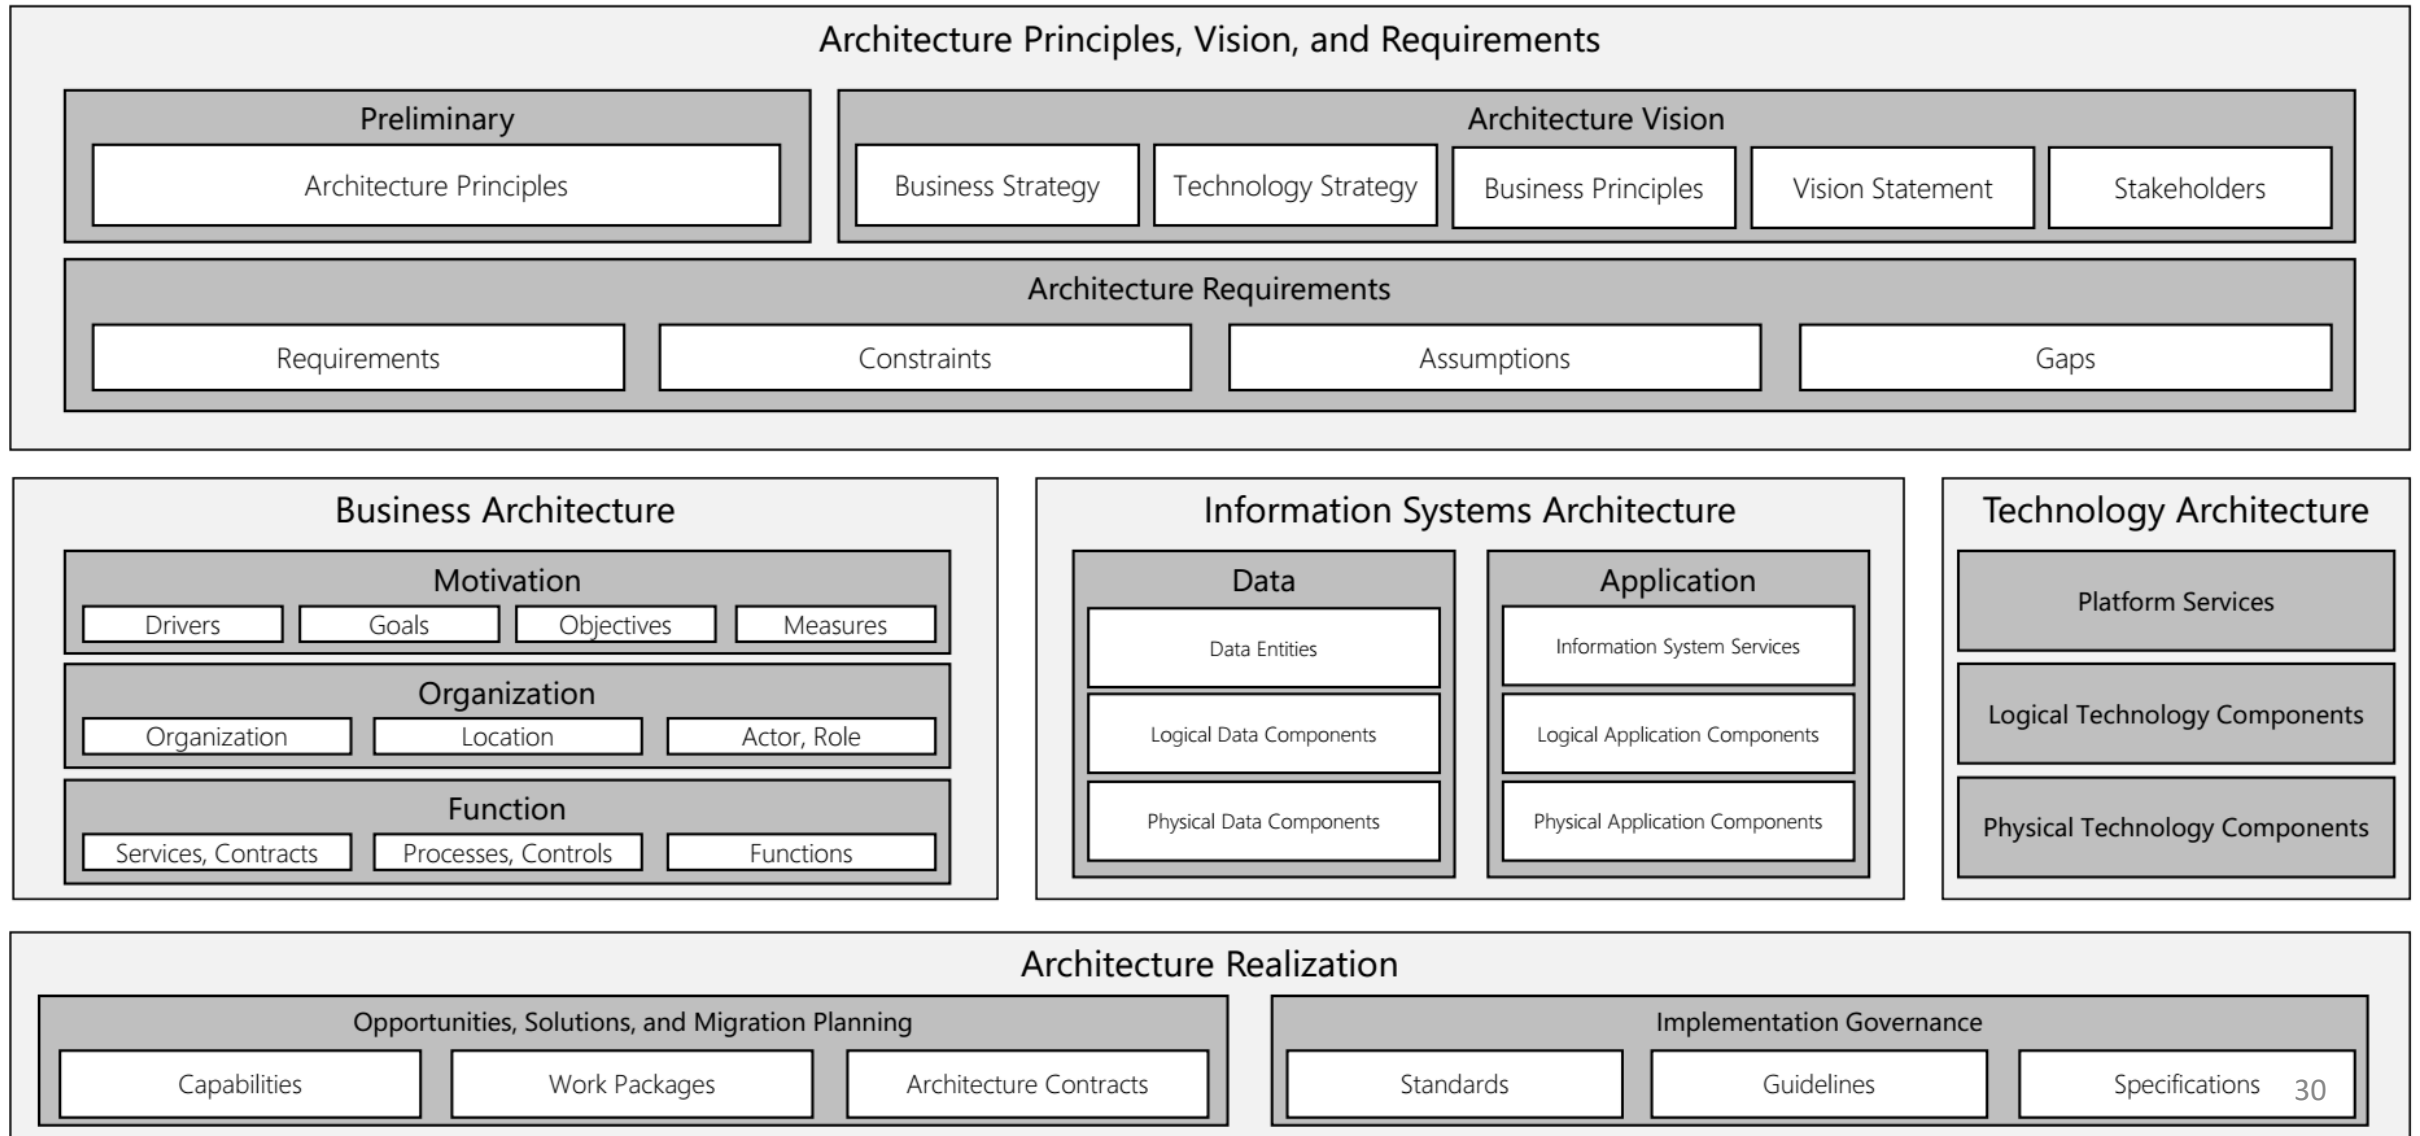 Architecture Principles, Vision, and Requirements
Preliminary
Architecture Principles
Architecture Vision
Business Strategy
Technology Strategy
Business Principles
Vision Statement
Stakeholders
Architecture Requirements
Requirements
Constraints
Assumptions
Gaps
Business Architecture
Motivation
Drivers
Goals
Objectives
Measures
Organization
Organization
Location
Actor, Role
Function
Services, Contracts
Processes, Controls
Functions
Information Systems Architecture
Data
Data Entities
Logical Data Components
Physical Data Components
Application
Information System Services
Logical Application Components
Physical Application Components
Technology Architecture
Platform Services
Logical Technology Components
Physical Technology Components
Architecture Realization
Opportunities, Solutions, and Migration Planning
Capabilities
Work Packages
Architecture Contracts
Implementation Governance
Standards
Guidelines
Specifications
30